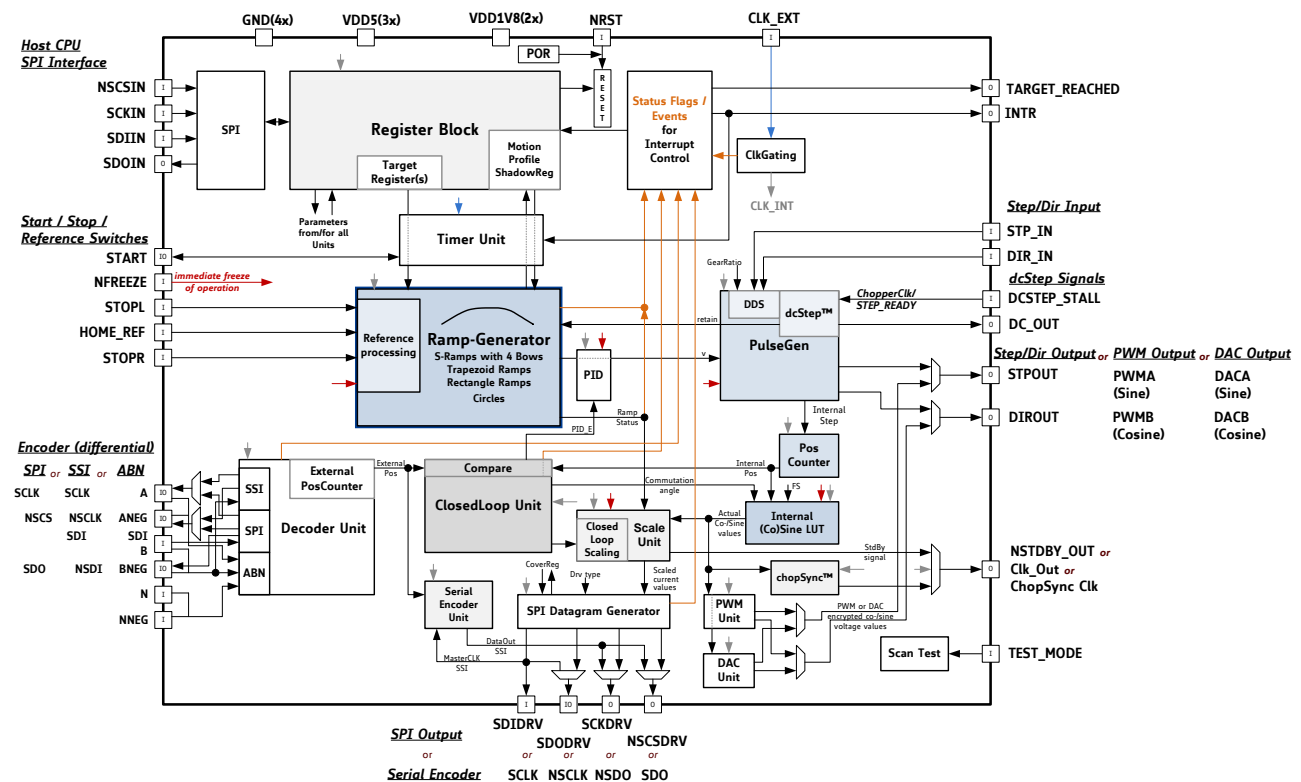 GND(4x)
VDD5(3x)
VDD1V8(2x)
NRST
CLK_EXT
I
I
Host CPU
SPI Interface
POR
RESET
NSCSIN
I
SCKIN
I
SDIIN
I
SDOIN
O
SPI
Register Block
Target
Register(s)
Motion
Profile
ShadowReg
Status Flags /
Events
for
Interrupt
Control
ClkGating
CLK_INT
O
TARGET_REACHED
O
INTR
Parameters
from/for all
Units
Timer Unit
Start / Stop /
Reference Switches
START
IO
NFREEZE
I
immediate freeze
of operation
STOPL
I
HOME_REF
I
STOPR
I
Step/Dir Input
I
STP_IN
I
DIR_IN
dcStep Signals
I
DCSTEP_STALL
O
DC_OUT
GearRatio
DDS
dcStep™
PulseGen
ChopperClk/
STEP_READY
retain
Reference
processing
Ramp-Generator
S-Ramps with 4 Bows
Trapezoid Ramps
Rectangle Ramps
Circles
PID
v
Ramp
Status
PID_E
Internal
Step
Step/Dir Output or PWM Output or DAC Output
O
STPOUT
PWMA
(Sine)
DACA
(Sine)
O
DIROUT
PWMB
(Cosine)
DACB
(Cosine)
Encoder (differential)
SPI or SSI or ABN
SCLK
SCLK
A
IO
NSCS
NSCLK
ANEG
IO
SDI
SDI
I
B
SDO
NSDI
BNEG
IO
N
I
NNEG
I
SSI
SPI
ABN
External
PosCounter
Decoder Unit
External
Pos
Compare
ClosedLoop Unit
Internal
Pos
Pos
Counter
Commutation
angle
FS
Internal
(Co)Sine LUT
Actual
Co-/Sine
values
Closed
Loop
Scaling
Scale
Unit
StdBy
signal
chopSync™
O
NSTDBY_OUT or
Clk_Out or
ChopSync Clk
CoverReg
Drv type
Scaled
current
values
Serial
Encoder
Unit
SPI Datagram Generator
PWM
Unit
DAC
Unit
PWM or DAC
encrypted co-/sine
voltage values
DataOut
SSI
MasterCLK
SSI
Scan Test
I
TEST_MODE
I
IO
O
O
SDIDRV
SDODRV
SCKDRV
NSCSDRV
SPI Output
or
or
or
or
or
Serial Encoder
SCLK
NSCLK
NSDO
SDO